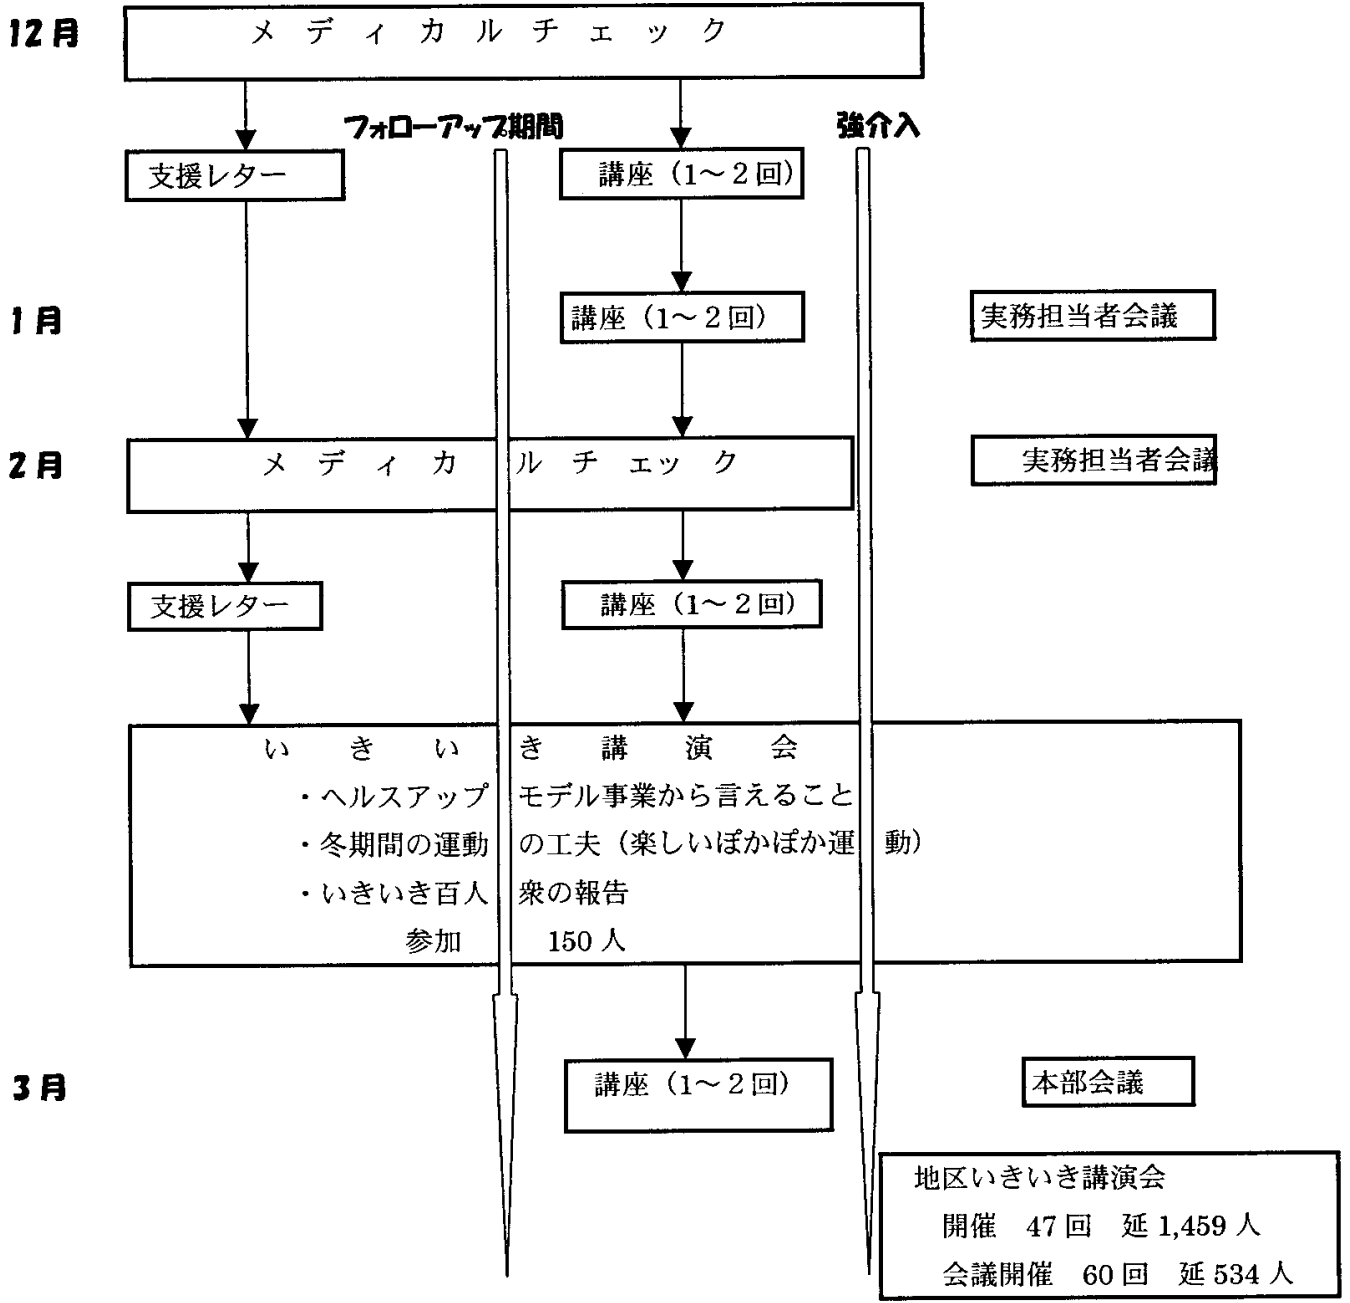 12月
メディカルチェック
フォローアップ期間
強介入
支援レター
講座（1～２回）
1月
講座（1～２回）
実務担当者会議
2月
メディカルチェック
実務担当者会議
支援レター
講座（1～２回）
いきいき講演会
・ヘルスアップモデル事業から言えること
・冬期間の運動の工夫（楽しいぽかぽか運動）
・いきいき百人衆の報告
参加　150人
3月
講座（1～２回）
本部会議
地区いきいき講演会
開催　47回　延1,459人
会議開催　60回　延534人